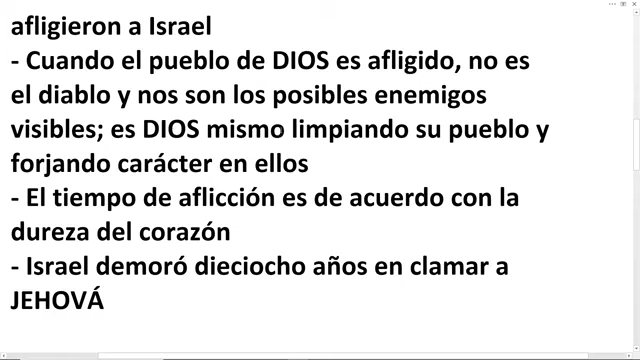 afligieron a Israel
- Cuando el pueblo de DIOS es afligido, no es
el diablo y nos son los posibles enemigos
visibles; es DIOS mismo limpiando su pueblo y
forjando carácter en ellos
- El tiempo de aflicción es de acuerdo con la
dureza del corazón
- Israel demoró dieciocho años en clamar a
JEHOVÁ